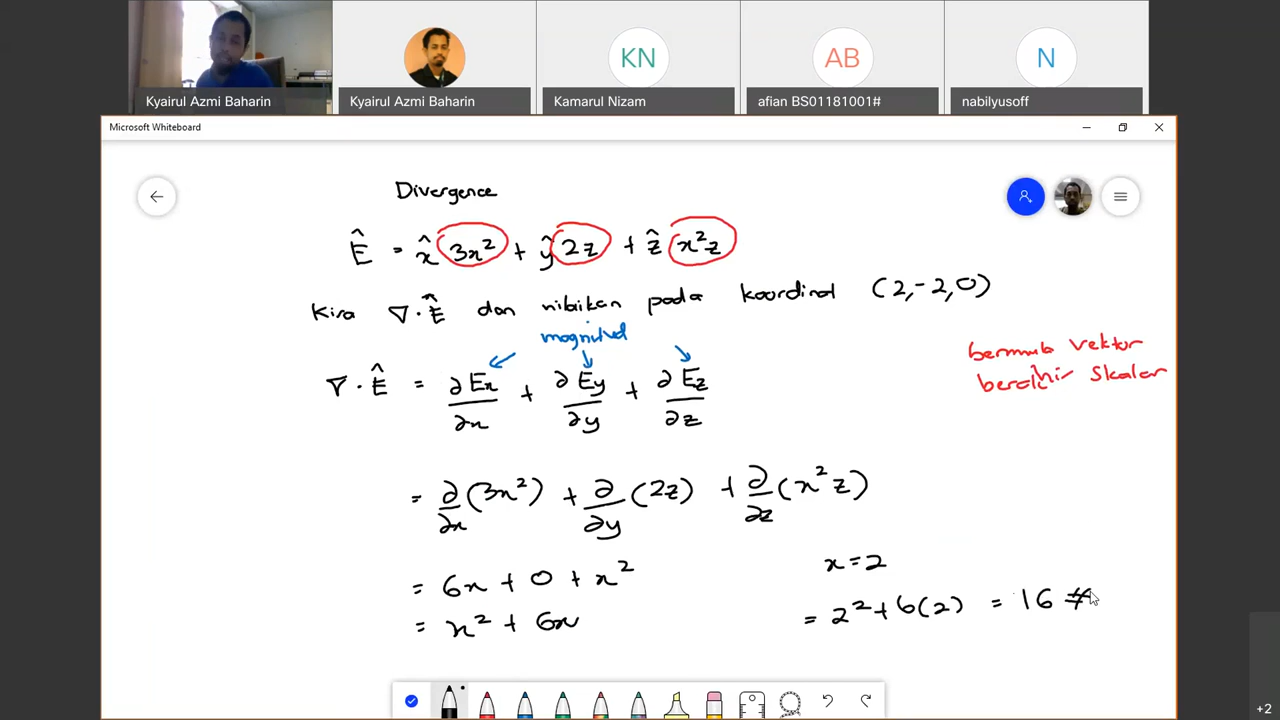 KN
AB
N
Kyairul Azmi Baharin
Kyairul Azmi Baharin
Kamarul Nizam
afian BS01181001#
nabilyusoff
Microsoft Whiteboard
Divergence
Ê = x̂ 3x² + ŷ 2z + ẑ x²z
Kira ∇·Ê dan nilaikan pada koordinat (2,-2,0)
magnitud
bermula vektor
berakhir skalar
∇·Ê = ∂Ex/∂x + ∂Ey/∂y + ∂Ez/∂z
= ∂/∂x (3x²) + ∂/∂y (2z) + ∂/∂z (x²z)
x=2
= 6x + 0 + x²
= 2²+6(2) = 16 #
= x² + 6x
+2